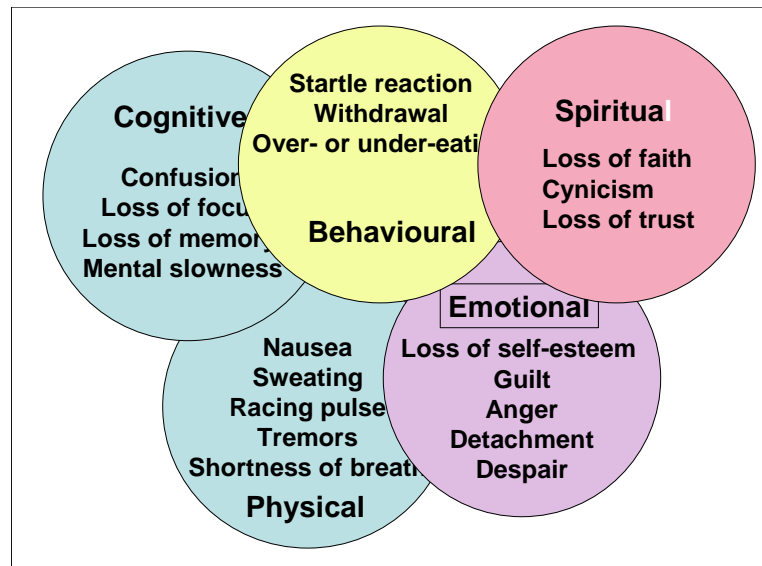 Cognitive
Confusion
Loss of focu
Loss of memory
Mental slowness
Startle reaction
Withdrawal
Over- or under-eati
Behavioural
Spiritual
Loss of faith
Cynicism
Loss of trust
Emotional
Loss of self-esteem
Guilt
Anger
Detachment
Despair
Nausea
Sweating
Racing pulse
Tremors
Shortness of breat
Physical